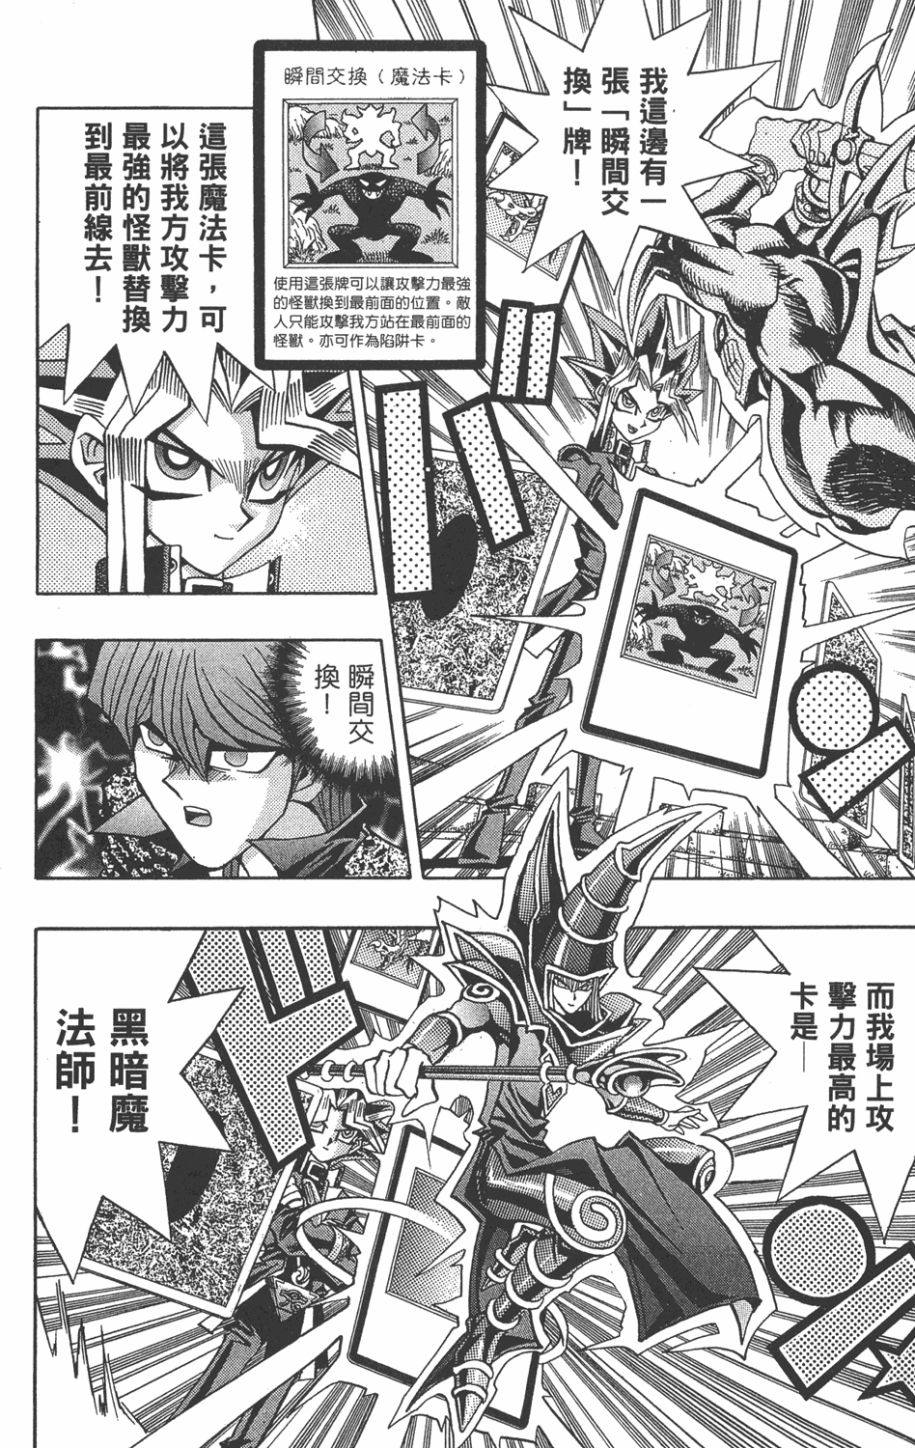 我這邊有一
張「瞬間交
換」牌！
瞬間交換（魔法卡）
使用這張牌可以讓攻擊力最強
的怪獸換到最前面的位置。敵
人只能攻擊我方站在最前面的
怪獸。亦可作為陷阱卡。
這張魔法卡，可
以將我方攻擊力
最強的怪獸替換
到最前線去！
瞬間交
換！
而我場上攻
擊力最高的
卡是—
黑暗魔
法師！